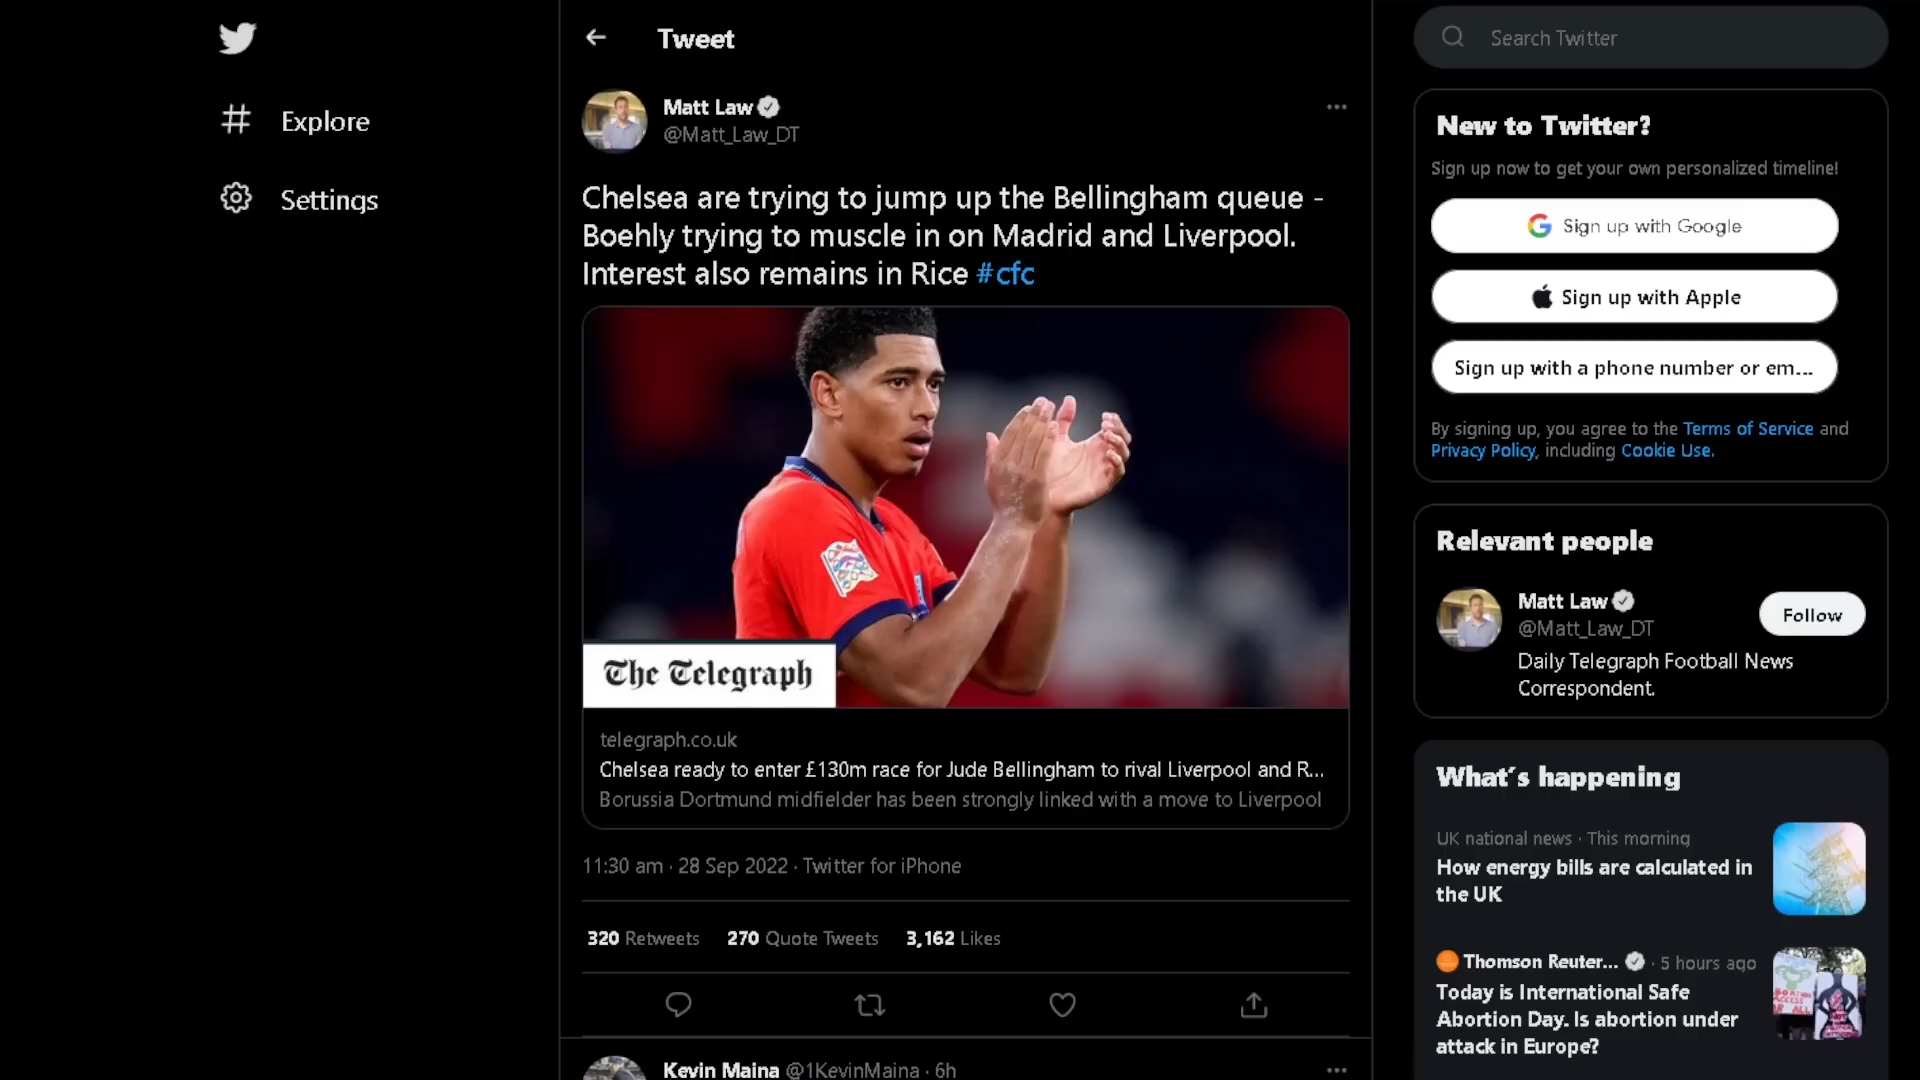 Tweet
Search Twitter
Explore
Settings
Matt Law
@Matt_Law_DT
Chelsea are trying to jump up the Bellingham queue -
Boehly trying to muscle in on Madrid and Liverpool.
Interest also remains in Rice #cfc
The Telegraph
telegraph.co.uk
Chelsea ready to enter £130m race for Jude Bellingham to rival Liverpool and R...
Borussia Dortmund midfielder has been strongly linked with a move to Liverpool
11:30 am · 28 Sep 2022 · Twitter for iPhone
320 Retweets 270 Quote Tweets 3,162 Likes
Kevin Maina @1KevinMaina · 6h
New to Twitter?
Sign up now to get your own personalized timeline!
Sign up with Google
Sign up with Apple
Sign up with a phone number or em...
By signing up, you agree to the Terms of Service and
Privacy Policy, including Cookie Use.
Relevant people
Matt Law
@Matt_Law_DT
Follow
Daily Telegraph Football News
Correspondent.
What's happening
UK national news · This morning
How energy bills are calculated in
the UK
Thomson Reuter... · 5 hours ago
Today is International Safe
Abortion Day. Is abortion under
attack in Europe?